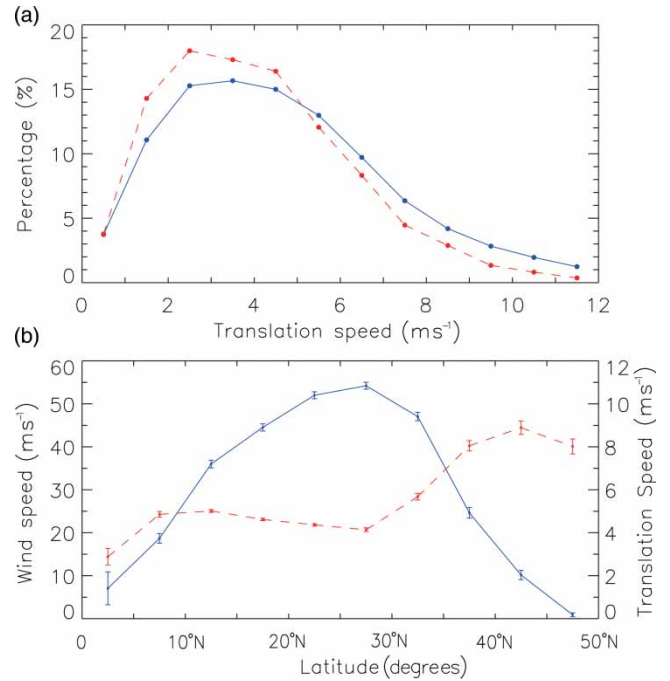 (a)
20
15
10
5
0
Percentage (%)
0 2 4 6 8 10 12
Translation speed (ms⁻¹)
(b)
60
50
40
30
20
10
0
Wind speed (ms⁻¹)
12
10
8
6
4
2
0
Translation Speed (ms⁻¹)
0 10°N 20°N 30°N 40°N 50°N
Latitude(degrees)